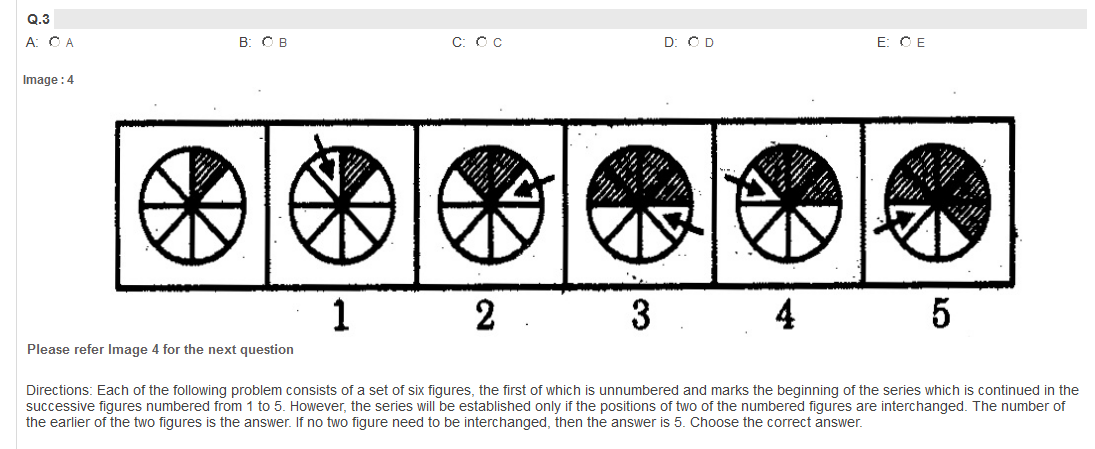 Q.3
A: A B: B C: C D: D E: E
Image : 4
1 2 3 4 5
Please refer Image 4 for the next question
Directions: Each of the following problem consists of a set of six figures, the first of which is unnumbered and marks the beginning of the series which is continued in the
successive figures numbered from 1 to 5. However, the series will be established only if the positions of two of the numbered figures are interchanged. The number of
the earlier of the two figures is the answer. If no two figure need to be interchanged, then the answer is 5. Choose the correct answer.